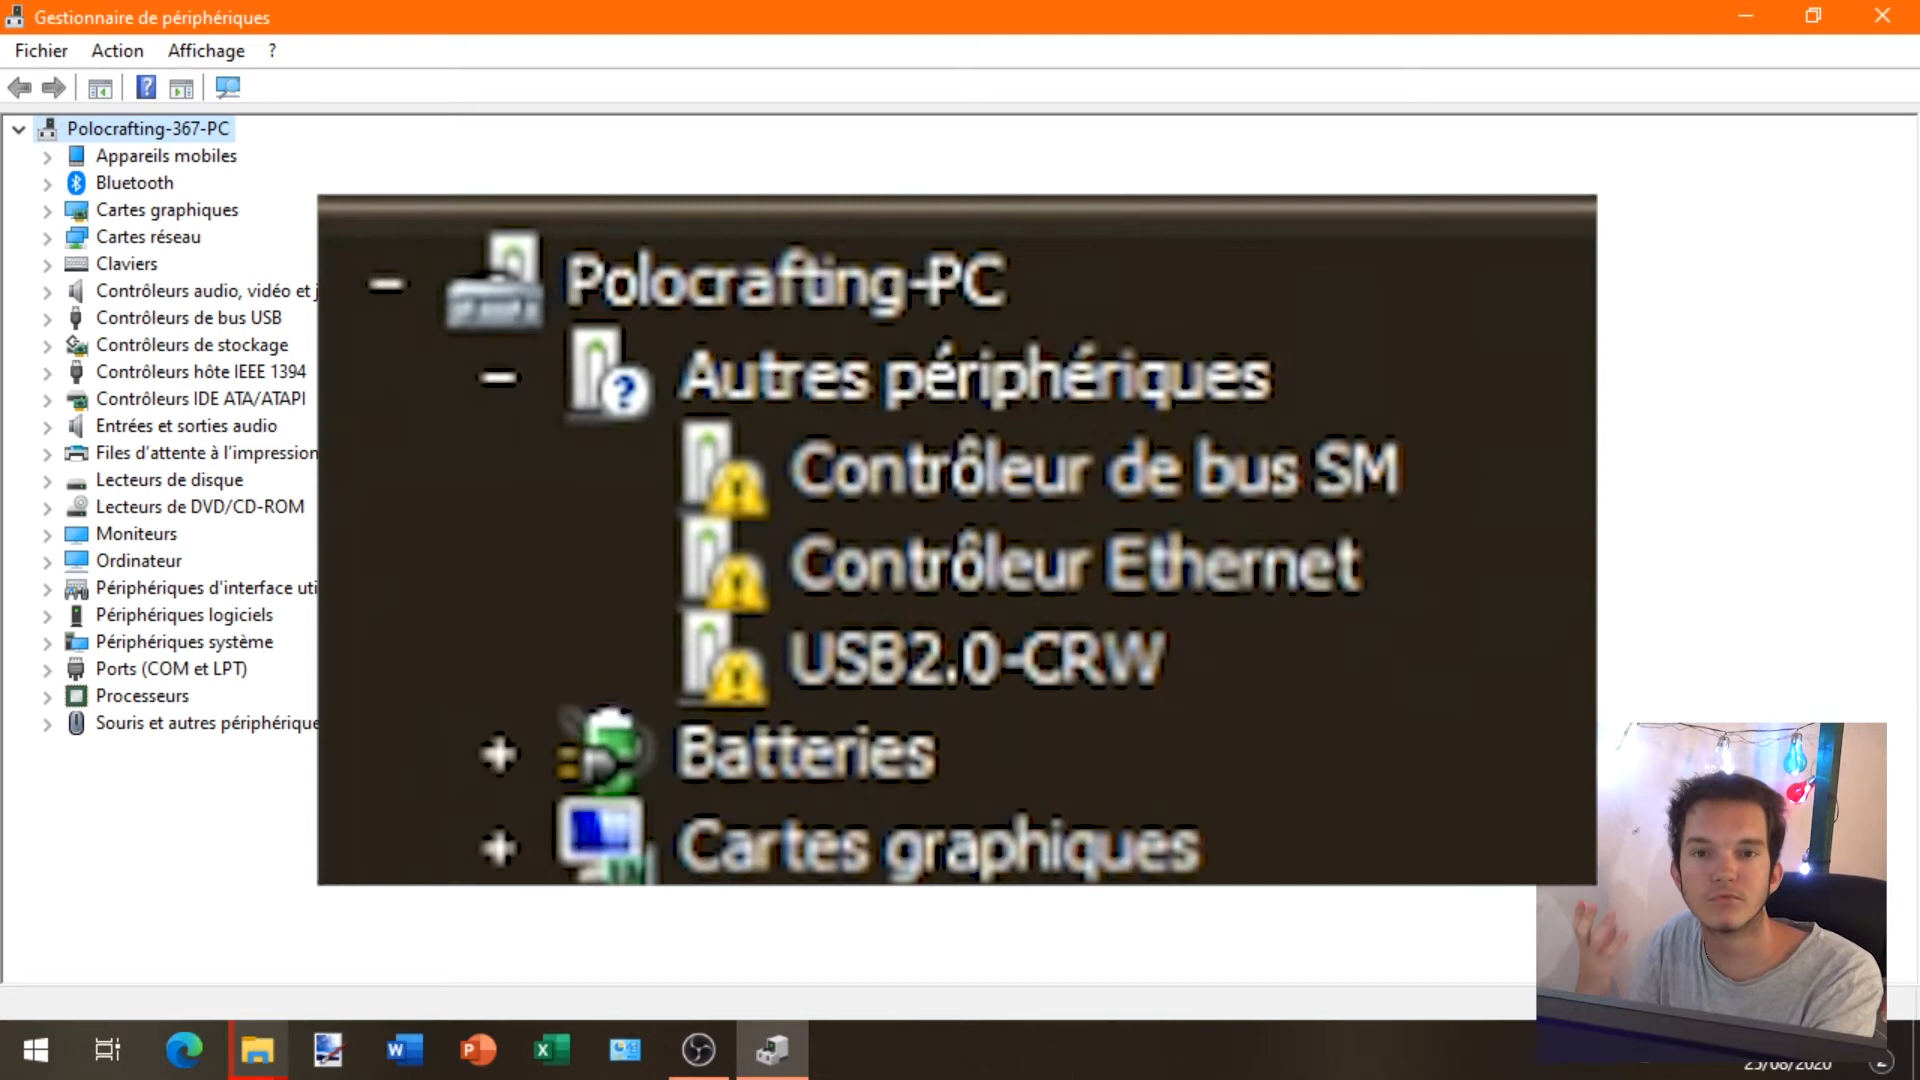 Gestionnaire de périphériques
Fichier Action Affichage ?
Polocrafting-367-PC
Appareils mobiles
Bluetooth
Cartes graphiques
Cartes réseau
Claviers
Contrôleurs audio, vidéo et j
Contrôleurs de bus USB
Contrôleurs de stockage
Contrôleurs hôte IEEE 1394
Contrôleurs IDE ATA/ATAPI
Entrées et sorties audio
Files d'attente à l'impression
Lecteurs de disque
Lecteurs de DVD/CD-ROM
Moniteurs
Ordinateur
Périphériques d'interface uti
Périphériques logiciels
Périphériques système
Ports (COM et LPT)
Processeurs
Souris et autres périphérique
Polocrafting-PC
Autres périphériques
Contrôleur de bus SM
Contrôleur Ethernet
USB2.0-CRW
Batteries
Cartes graphiques
25/08/2020